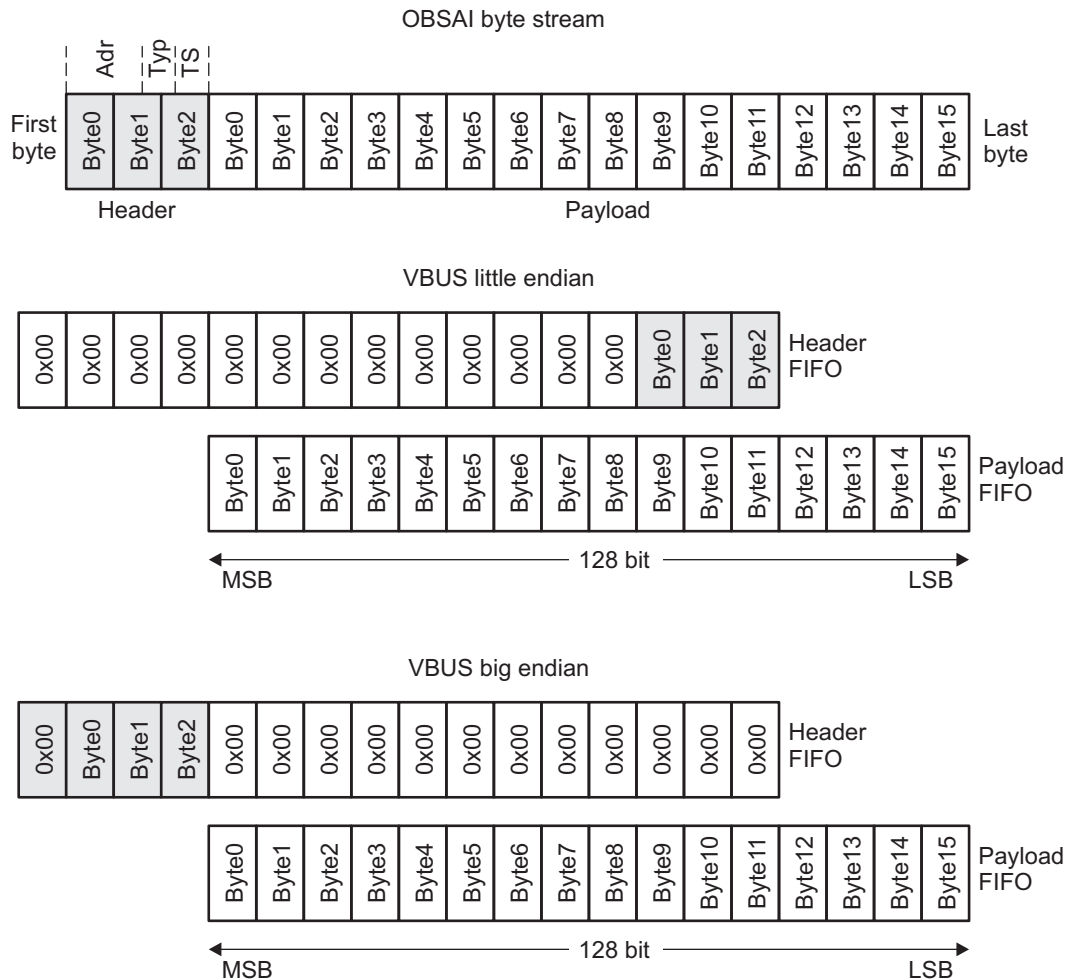 OBSAI byte stream
Adr Typ TS
First byte
Byte0 Byte1 Byte2 Byte0 Byte1 Byte2 Byte3 Byte4 Byte5 Byte6 Byte7 Byte8 Byte9 Byte10 Byte11 Byte12 Byte13 Byte14 Byte15
Last byte
Header Payload
VBUS little endian
0x00 0x00 0x00 0x00 0x00 0x00 0x00 0x00 0x00 0x00 0x00 0x00 0x00 Byte0 Byte1 Byte2
Header FIFO
Byte0 Byte1 Byte2 Byte3 Byte4 Byte5 Byte6 Byte7 Byte8 Byte9 Byte10 Byte11 Byte12 Byte13 Byte14 Byte15
Payload FIFO
128 bit
MSB LSB
VBUS big endian
0x00 Byte0 Byte1 Byte2 0x00 0x00 0x00 0x00 0x00 0x00 0x00 0x00 0x00 0x00 0x00 0x00
Header FIFO
Byte0 Byte1 Byte2 Byte3 Byte4 Byte5 Byte6 Byte7 Byte8 Byte9 Byte10 Byte11 Byte12 Byte13 Byte14 Byte15
Payload FIFO
128 bit
MSB LSB